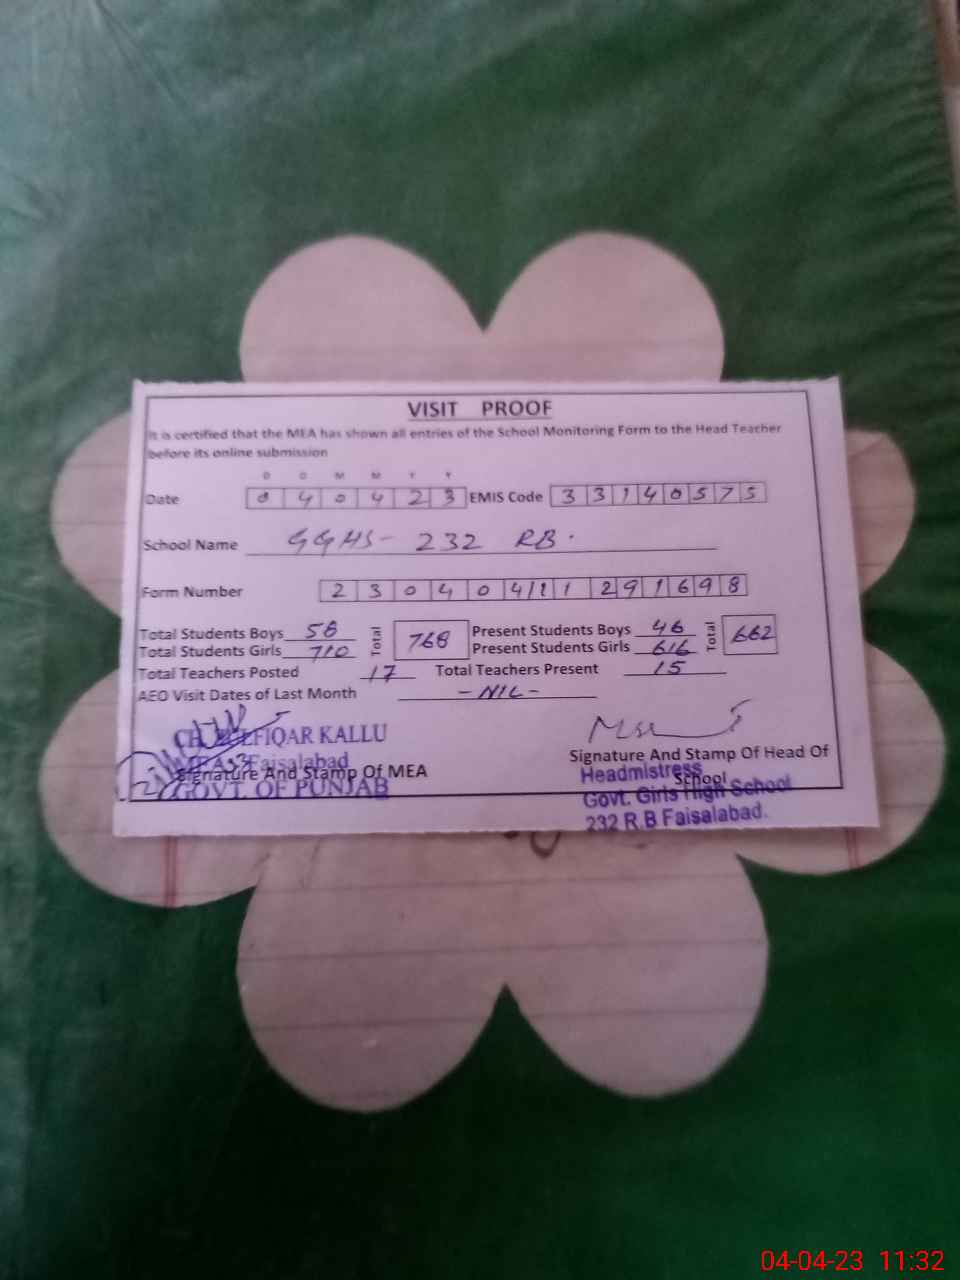 VISIT PROOF
It is certified that the MEA has shown all entries of the School Monitoring Form to the Head Teacher
before its online submission
D D M M Y Y
Date 0 4 0 4 2 3 EMIS Code 3 3 1 4 0 5 7 5
School Name GGHS- 232 RB.
Form Number 2 3 0 4 0 4/1 1 2 9 1 6 9 8
Total Students Boys 58 Total 768 Present Students Boys 46 Total 662
Total Students Girls 710 Present Students Girls 616
Total Teachers Posted 17 Total Teachers Present 15
AEO Visit Dates of Last Month -NIL-
FIQAR KALLU
Faisalabad
Signature And Stamp Of MEA
GOVT. OF PUNJAB
Signature And Stamp Of Head Of
School
Headmistress
Govt. Girls High School
232 R.B Faisalabad.
04-04-23 11:32